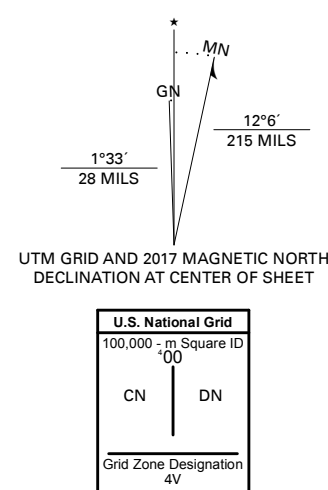 ★
MN
GN
12°6´
215 MILS
1°33´
28 MILS
UTM GRID AND 2017 MAGNETIC NORTH
DECLINATION AT CENTER OF SHEET
U.S. National Grid
100,000 - m Square ID
⁴00
CN DN
Grid Zone Designation
4V